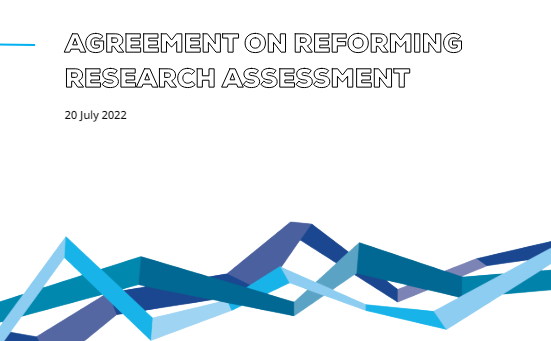 AGREEMENT ON REFORMING
RESEARCH ASSESSMENT
20 July 2022